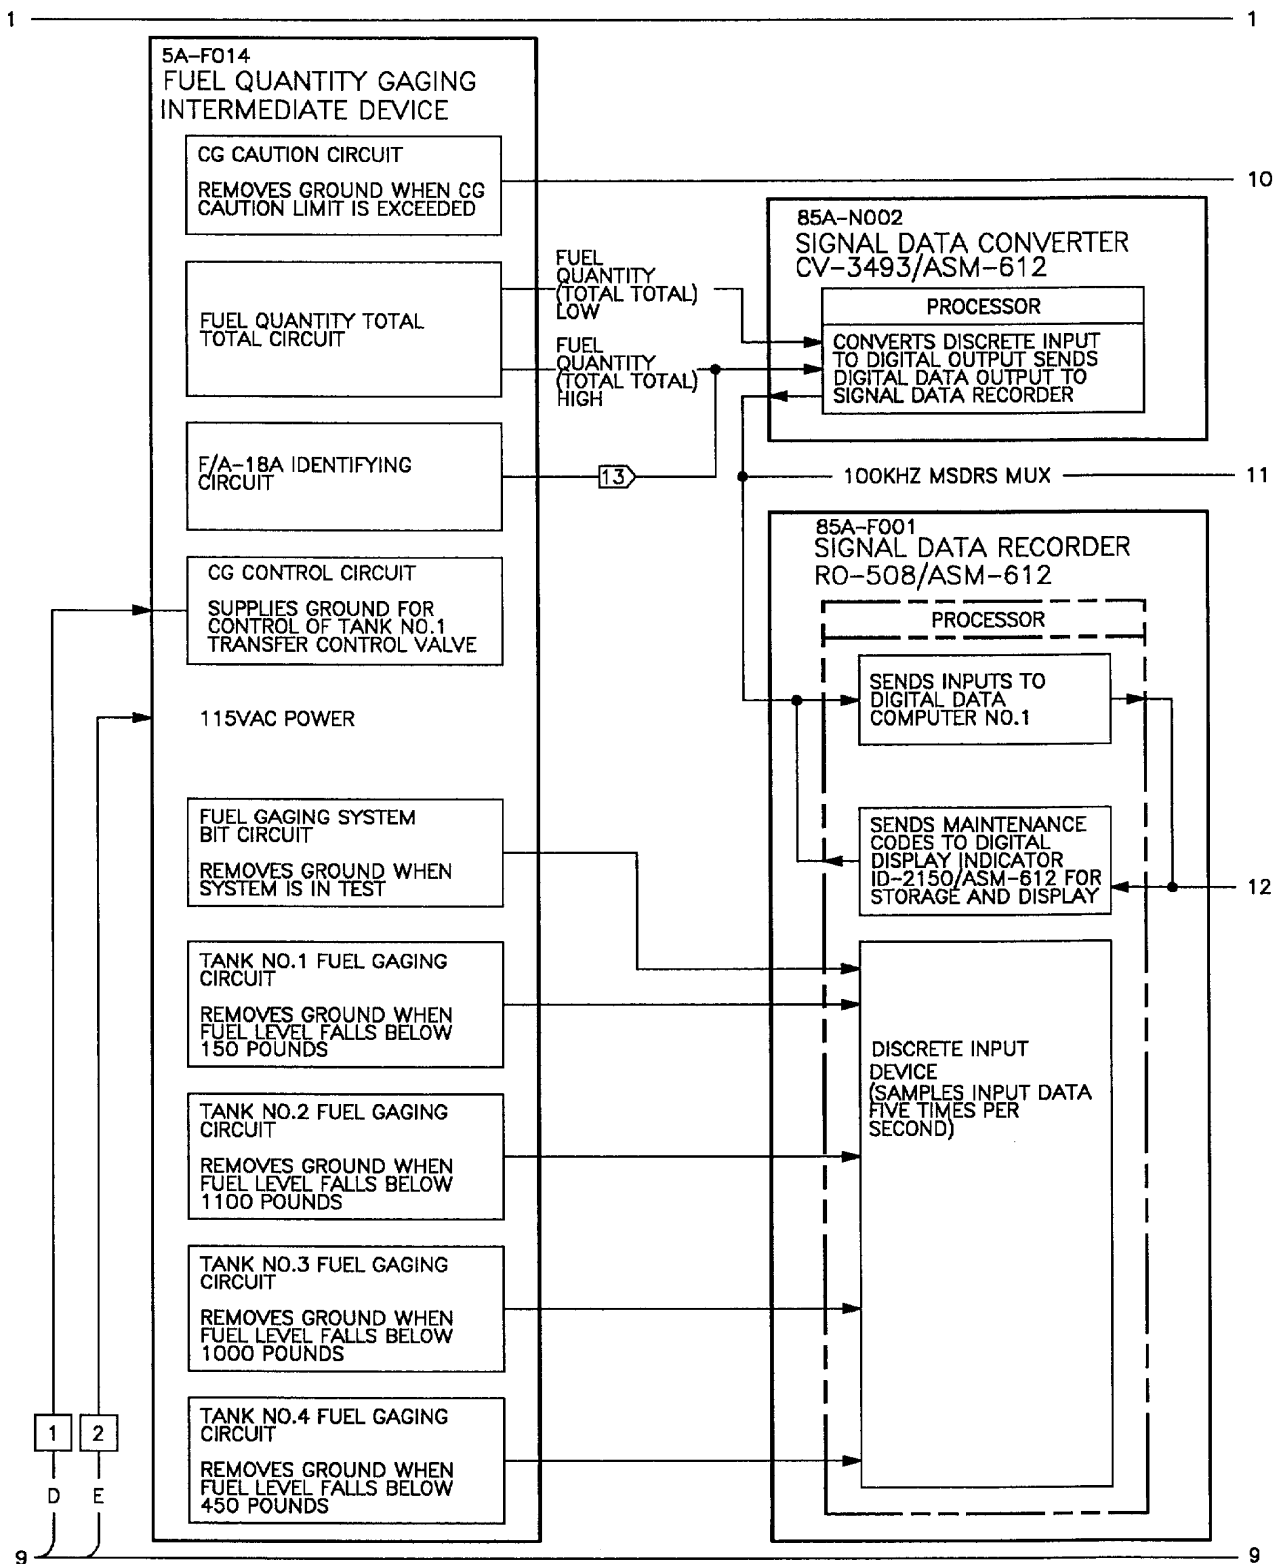 1
1
5A-F014
FUEL QUANTITY GAGING
INTERMEDIATE DEVICE
CG CAUTION CIRCUIT
REMOVES GROUND WHEN CG
CAUTION LIMIT IS EXCEEDED
10
FUEL QUANTITY TOTAL
TOTAL CIRCUIT
FUEL
QUANTITY
(TOTAL TOTAL)
LOW
FUEL
QUANTITY
(TOTAL TOTAL)
HIGH
85A-N002
SIGNAL DATA CONVERTER
CV-3493/ASM-612
PROCESSOR
CONVERTS DISCRETE INPUT
TO DIGITAL OUTPUT SENDS
DIGITAL DATA OUTPUT TO
SIGNAL DATA RECORDER
F/A-18A IDENTIFYING
CIRCUIT
13
100KHZ MSDRS MUX
11
CG CONTROL CIRCUIT
SUPPLIES GROUND FOR
CONTROL OF TANK NO.1
TRANSFER CONTROL VALVE
115VAC POWER
85A-F001
SIGNAL DATA RECORDER
RO-508/ASM-612
PROCESSOR
SENDS INPUTS TO
DIGITAL DATA
COMPUTER NO.1
SENDS MAINTENANCE
CODES TO DIGITAL
DISPLAY INDICATOR
ID-2150/ASM-612 FOR
STORAGE AND DISPLAY
12
FUEL GAGING SYSTEM
BIT CIRCUIT
REMOVES GROUND WHEN
SYSTEM IS IN TEST
TANK NO.1 FUEL GAGING
CIRCUIT
REMOVES GROUND WHEN
FUEL LEVEL FALLS BELOW
150 POUNDS
DISCRETE INPUT
DEVICE
(SAMPLES INPUT DATA
FIVE TIMES PER
SECOND)
TANK NO.2 FUEL GAGING
CIRCUIT
REMOVES GROUND WHEN
FUEL LEVEL FALLS BELOW
1100 POUNDS
TANK NO.3 FUEL GAGING
CIRCUIT
REMOVES GROUND WHEN
FUEL LEVEL FALLS BELOW
1000 POUNDS
TANK NO.4 FUEL GAGING
CIRCUIT
REMOVES GROUND WHEN
FUEL LEVEL FALLS BELOW
450 POUNDS
1
2
D
E
9
9